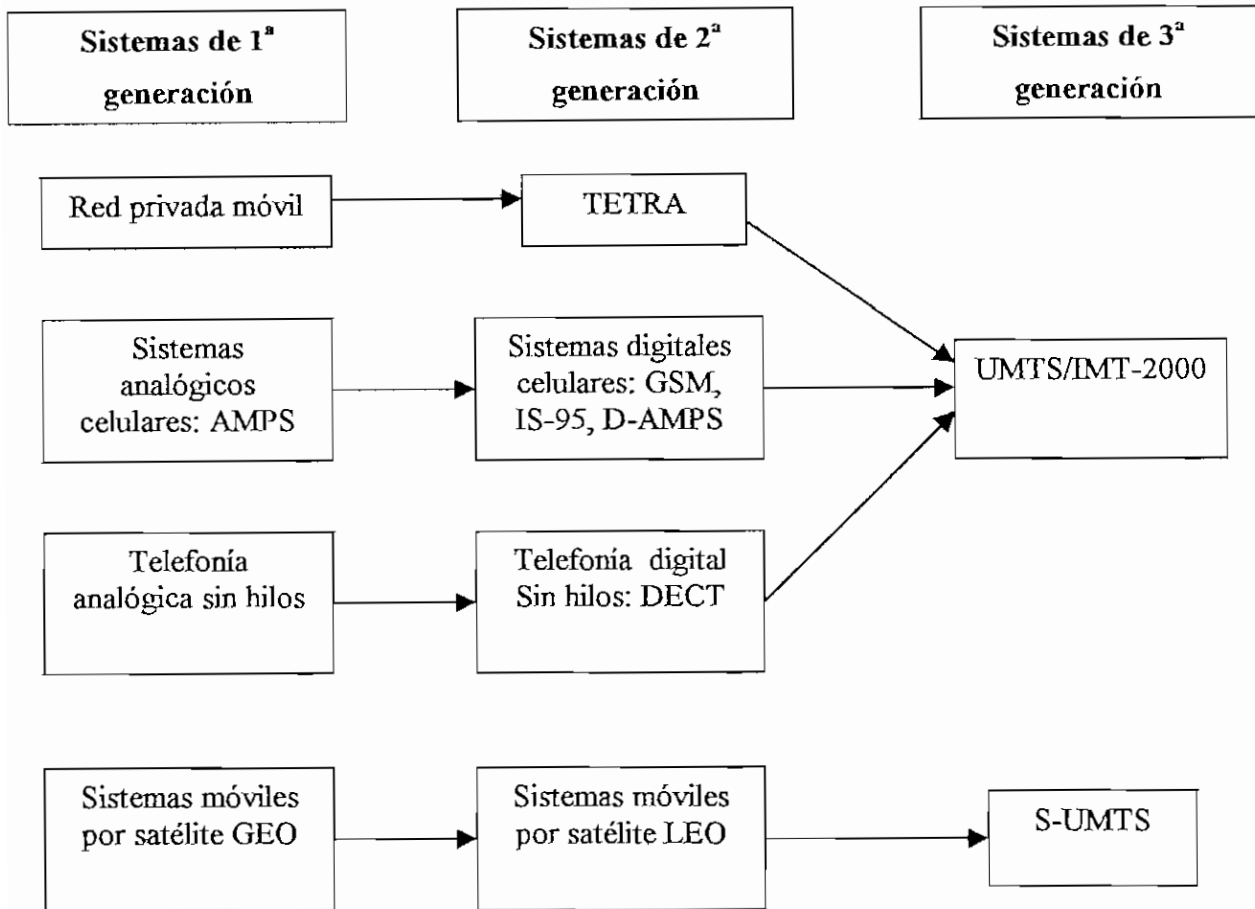 Sistemas de 1ª
generación
Sistemas de 2ª
generación
Sistemas de 3ª
generación
Red privada móvil
TETRA
Sistemas
analógicos
celulares: AMPS
Sistemas digitales
celulares: GSM,
IS-95, D-AMPS
UMTS/IMT-2000
Telefonía
analógica sin hilos
Telefonía digital
Sin hilos: DECT
Sistemas móviles
por satélite GEO
Sistemas móviles
por satélite LEO
S-UMTS